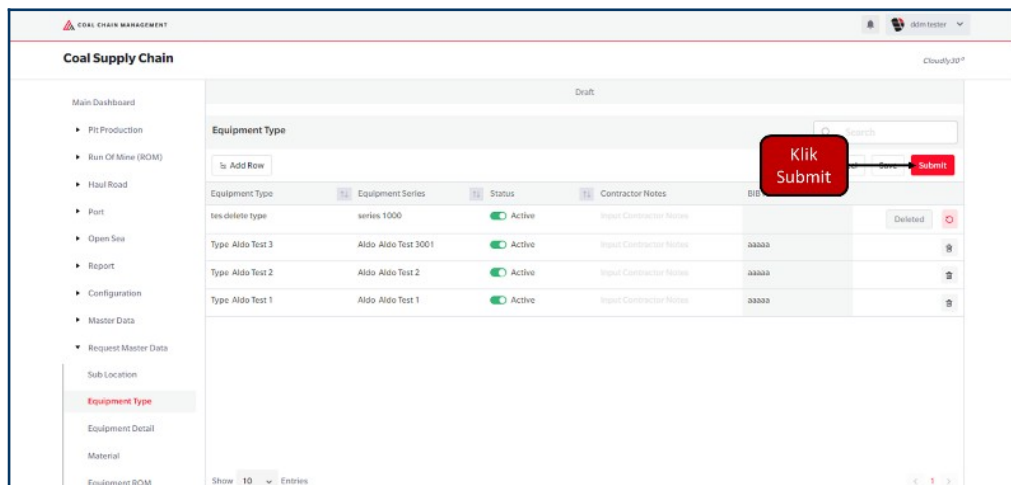 COAL CHAIN MANAGEMENT
ddm tester
Coal Supply Chain
Main Dashboard
Pit Production
Run Of Mine (ROM)
Haul Road
Port
Open Sea
Report
Configuration
Master Data
Request Master Data
Sub Location
Equipment Type
Equipment Detail
Material
Equipment ROM
Draft
Equipment Type
Search
Add Row
Klik
Submit
Save
Submit
Equipment Type Equipment Series Status Contractor Notes BIB
tes delete type series 1000 Active Input Contractor Notes Deleted
Type Aldo Test 3 Aldo Aldo Test 3001 Active Input Contractor Notes aaaaa
Type Aldo Test 2 Aldo Aldo Test 2 Active Input Contractor Notes aaaaa
Type Aldo Test 1 Aldo Aldo Test 1 Active Input Contractor Notes aaaaa
Show 10 Entries
1